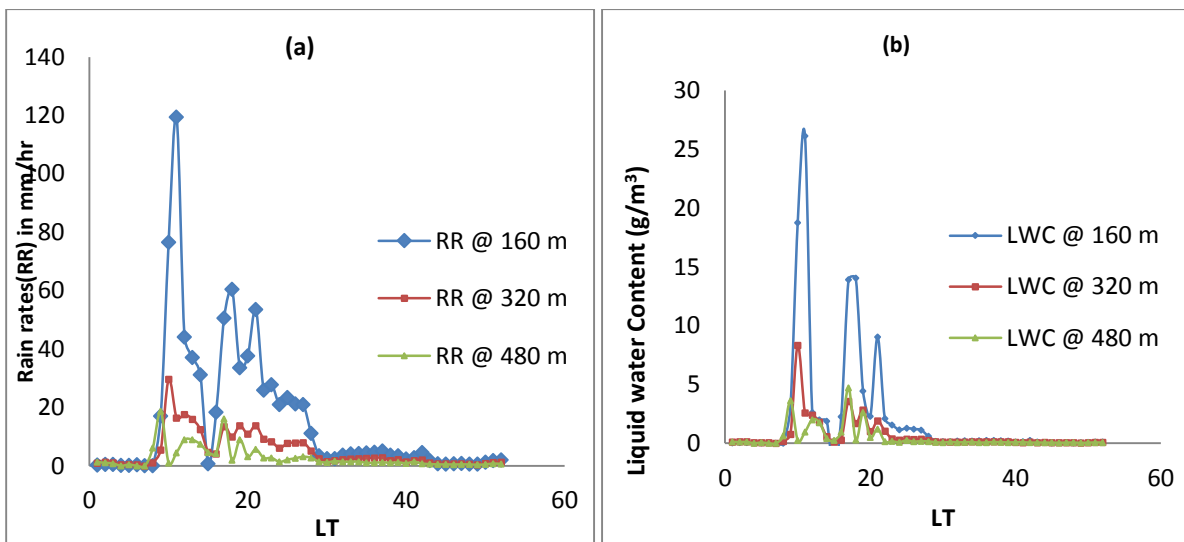 (a)
Rain rates(RR) in mm/hr
140
120
100
80
60
40
20
0
0 20 40 60
LT
RR @ 160 m
RR @ 320 m
RR @ 480 m
(b)
Liquid water Content (g/m³)
30
25
20
15
10
5
0
0 20 40 60
LT
LWC @ 160 m
LWC @ 320 m
LWC @ 480 m